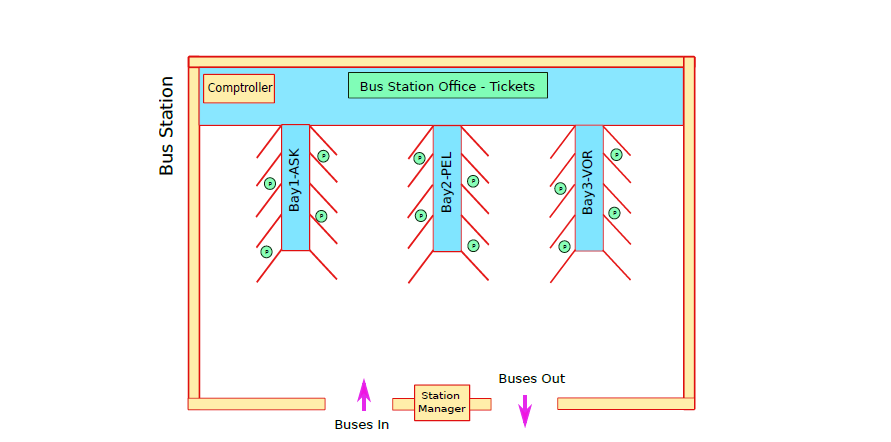 Bus Station
Comptroller
Bus Station Office - Tickets
Bay1-ASK
Bay2-PEL
Bay3-VOR
P
P
P
P
P
P
P
P
P
P
P
P
Buses In
Station
Manager
Buses Out